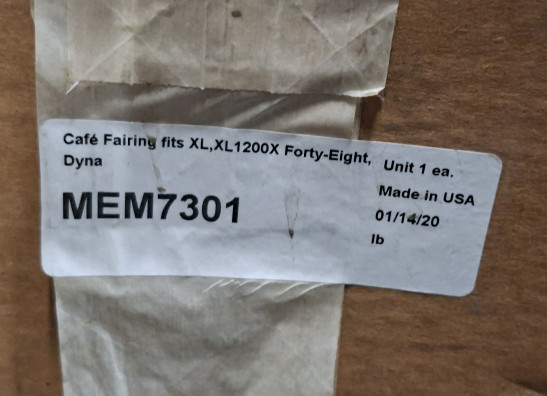 Café Fairing fits XL,XL1200X Forty-Eight,
Dyna
MEM7301
Unit 1 ea.
Made in USA
01/14/20
lb